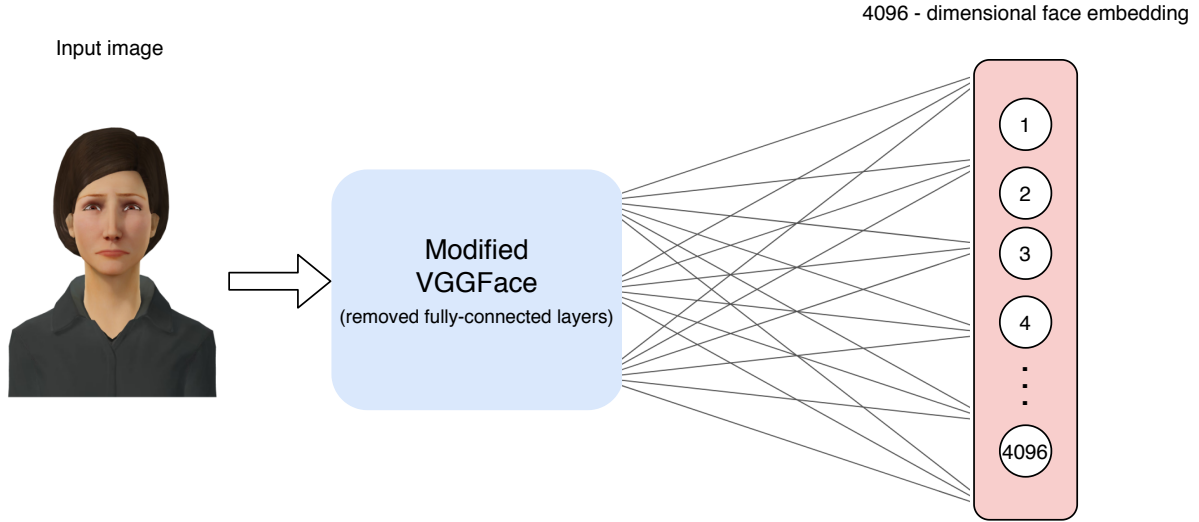 4096 - dimensional face embedding
Input image
1
2
3
4
4096
Modified
VGGFace
(removed fully-connected layers)